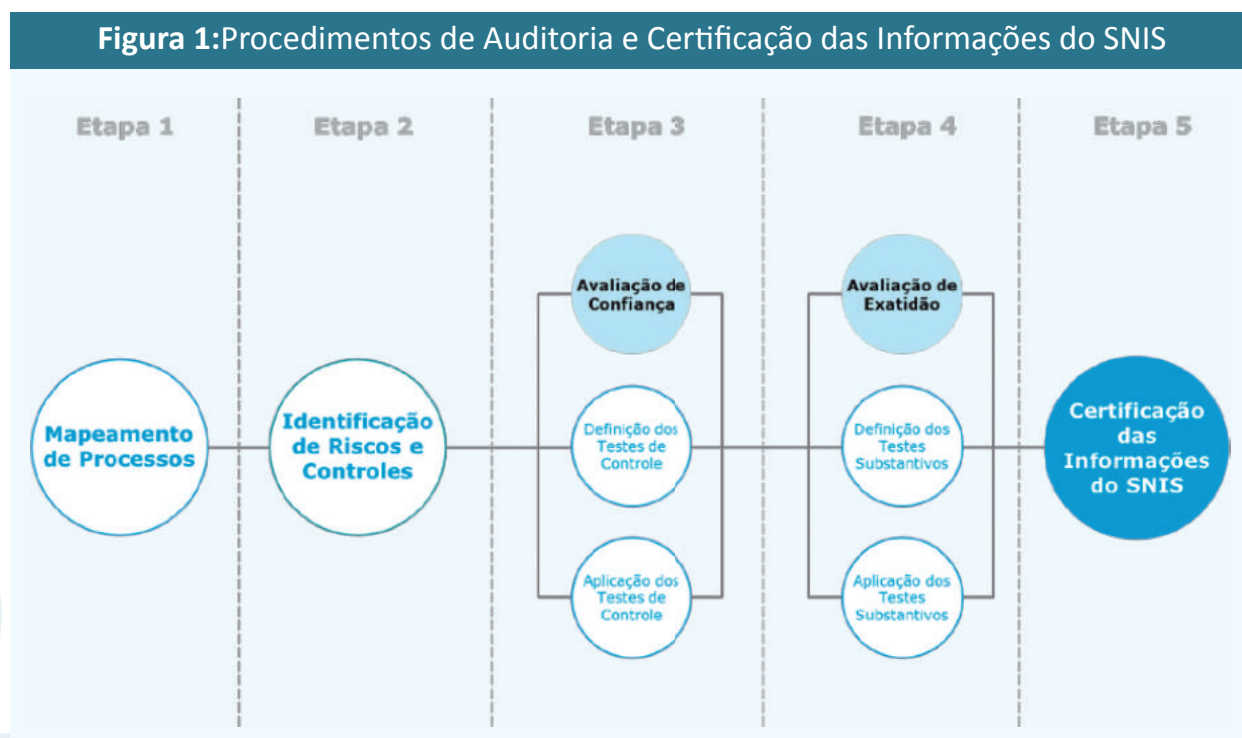 Figura 1:Procedimentos de Auditoria e Certificação das Informações do SNIS
Etapa 1
Etapa 2
Etapa 3
Etapa 4
Etapa 5
Mapeamento
de Processos
Identificação
de Riscos e
Controles
Avaliação de
Confiança
Definição dos
Testes de
Controle
Aplicação dos
Testes de
Controle
Avaliação de
Exatidão
Definição dos
Testes
Substantivos
Aplicação dos
Testes
Substantivos
Certificação
das
Informações
do SNIS